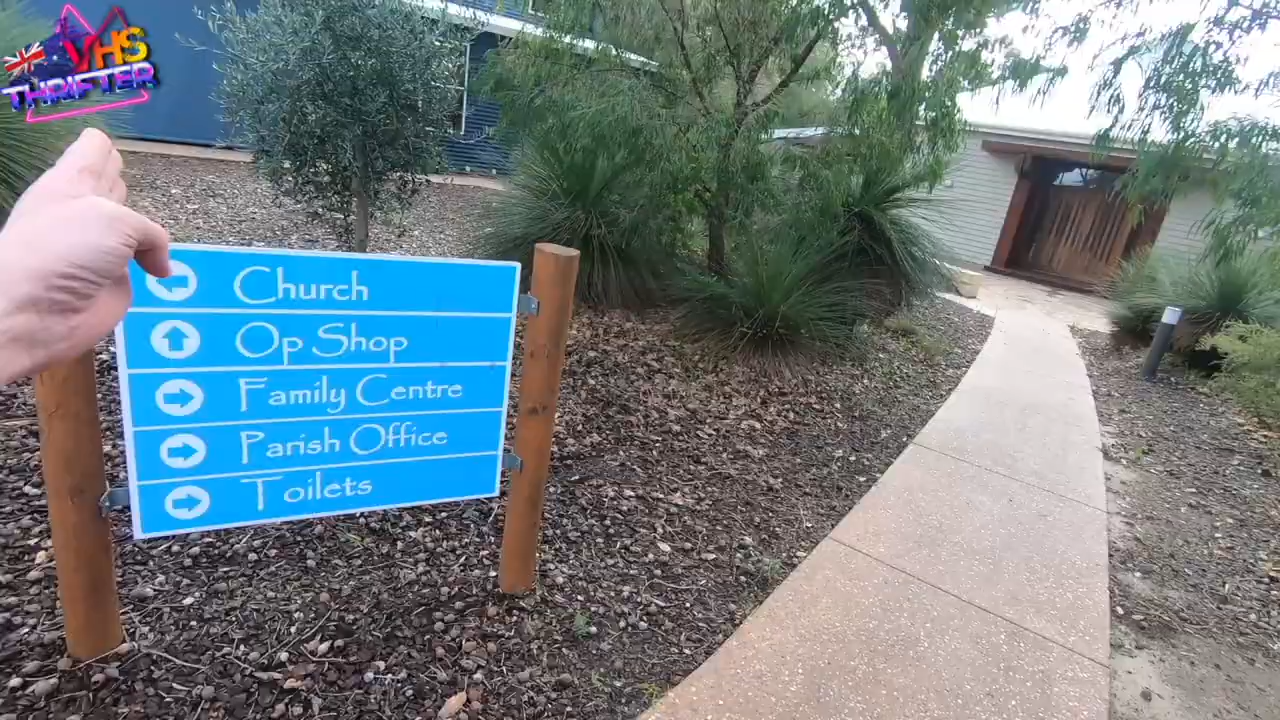 VHS
THRIFTER
Church
Op Shop
Family Centre
Parish Office
Toilets